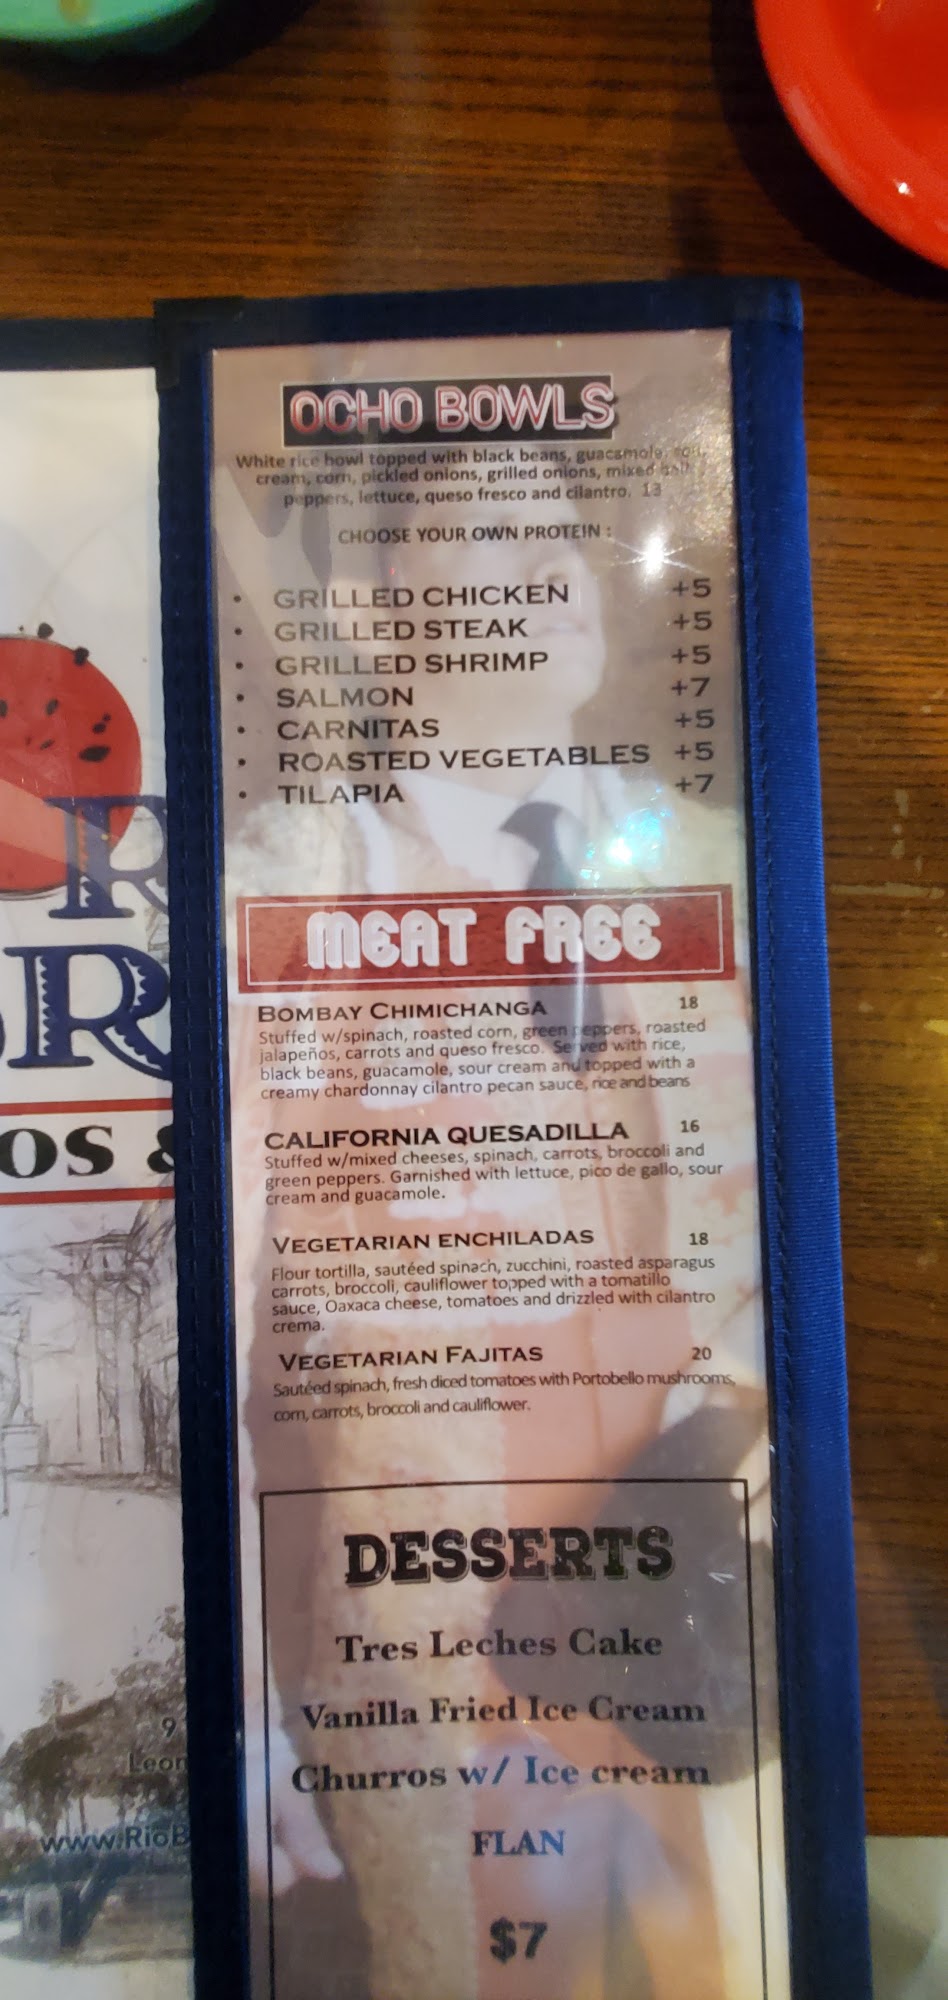 OCHO BOWLS
White rice bowl topped with black beans, guacamole,
cream, corn, pickled onions, grilled onions, mixed bell
peppers, lettuce, queso fresco and cilantro. 13
CHOOSE YOUR OWN PROTEIN :
• GRILLED CHICKEN +5
• GRILLED STEAK +5
• GRILLED SHRIMP +5
• SALMON +7
• CARNITAS +5
• ROASTED VEGETABLES +5
• TILAPIA +7
MEAT FREE
BOMBAY CHIMICHANGA 18
Stuffed w/spinach, roasted corn, green peppers, roasted
jalapeños, carrots and queso fresco. Served with rice,
black beans, guacamole, sour cream and topped with a
creamy chardonnay cilantro pecan sauce, rice and beans
CALIFORNIA QUESADILLA 16
Stuffed w/mixed cheeses, spinach, carrots, broccoli and
green peppers. Garnished with lettuce, pico de gallo, sour
cream and guacamole.
VEGETARIAN ENCHILADAS 18
Flour tortilla, sautéed spinach, zucchini, roasted asparagus
carrots, broccoli, cauliflower topped with a tomatillo
sauce, Oaxaca cheese, tomatoes and drizzled with cilantro
crema.
VEGETARIAN FAJITAS 20
Sautéed spinach, fresh diced tomatoes with Portobello mushrooms,
corn, carrots, broccoli and cauliflower.
DESSERTS
Tres Leches Cake
Vanilla Fried Ice Cream
Churros w/ Ice cream
FLAN
$7
R
R
OS &
9
Leon
www.RioB